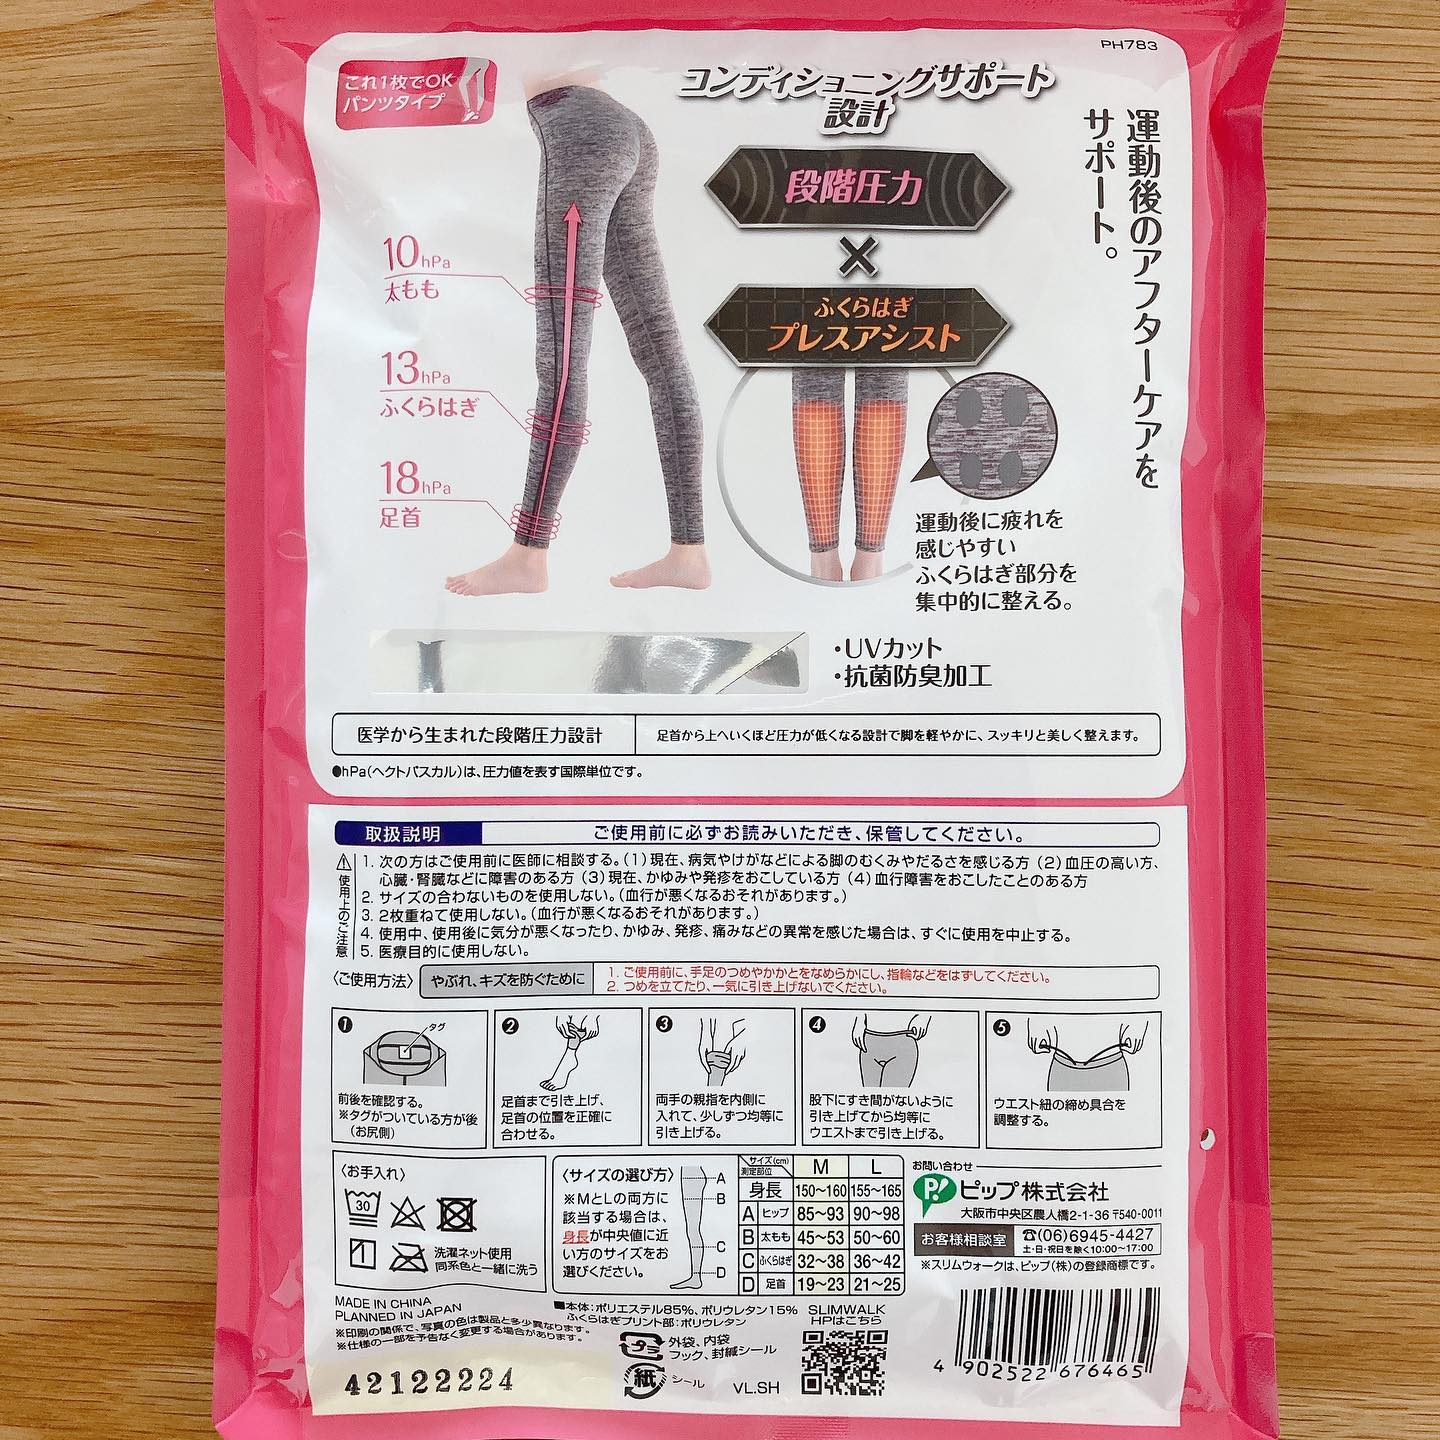 PH783
これ1枚でOK
パンツタイプ
コンディショニングサポート
設計
段階圧力
×
ふくらはぎ
プレスアシスト
運動後のアフターケアを
サポート。
10hPa
太もも
13hPa
ふくらはぎ
18hPa
足首
運動後に疲れを
感じやすい
ふくらはぎ部分を
集中的に整える。
・UVカット
・抗菌防臭加工
医学から生まれた段階圧力設計
足首から上へいくほど圧力が低くなる設計で脚を軽やかに、スッキリと美しく整えます。
●hPa(ヘクトパスカル)は、圧力値を表す国際単位です。
取扱説明
ご使用前に必ずお読みいただき、保管してください。
使用上のご注意
1. 次の方はご使用前に医師に相談する。(1)現在、病気やけがなどによる脚のむくみやだるさを感じる方 (2)血圧の高い方、
心臓・腎臓などに障害のある方 (3)現在、かゆみや発疹をおこしている方 (4)血行障害をおこしたことのある方
2. サイズの合わないものを使用しない。(血行が悪くなるおそれがあります。)
3. 2枚重ねて使用しない。(血行が悪くなるおそれがあります。)
4. 使用中、使用後に気分が悪くなったり、かゆみ、発疹、痛みなどの異常を感じた場合は、すぐに使用を中止する。
5. 医療目的に使用しない。
〈ご使用方法〉
やぶれ、キズを防ぐために
1. ご使用前に、手足のつめやかかとをなめらかにし、指輪などをはずしてください。
2. つめを立てたり、一気に引き上げないでください。
❶
タグ
前後を確認する。
※タグがついている方が後
(お尻側)
❷
足首まで引き上げ、
足首の位置を正確に
合わせる。
❸
両手の親指を内側に
入れて、少しずつ均等に
引き上げる。
❹
股下にすき間がないように
引き上げてから均等に
ウエストまで引き上げる。
❺
ウエスト紐の締め具合を
調整する。
〈お手入れ〉
30
洗濯ネット使用
同系色と一緒に洗う
〈サイズの選び方〉
※MとLの両方に
該当する場合は、
身長が中央値に近
い方のサイズをお
選びください。
A
B
C
D
サイズ(cm)
測定部位
M L
身長 150〜160 155〜165
A ヒップ 85〜93 90〜98
B 太もも 45〜53 50〜60
C ふくらはぎ 32〜38 36〜42
D 足首 19〜23 21〜25
お問い合わせ
P! ピップ株式会社
大阪市中央区農人橋2-1-36 〒540-0011
お客様相談室
☎(06)6945-4427
土・日・祝日を除く10:00〜17:00
※スリムウォークは、ピップ(株)の登録商標です。
MADE IN CHINA
PLANNED IN JAPAN
※印刷の関係で、写真の色は製品と多少異なります。
※仕様の一部を予告なく変更する場合があります。
■本体:ポリエステル85%、ポリウレタン15%
ふくらはぎプリント部:ポリウレタン
プラ
外袋、内袋
フック、封緘シール
紙
シール
VL.SH
SLIMWALK
HPはこちら
4 902522 676465
42122224